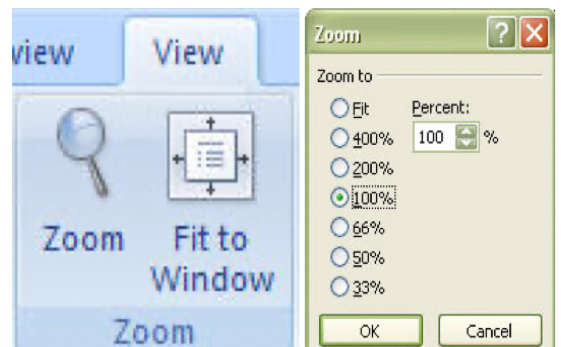 view View
Zoom Fit to
Window
Zoom
Zoom ?
Zoom to
Fit Percent:
400% 100 %
200%
100%
66%
50%
33%
OK Cancel